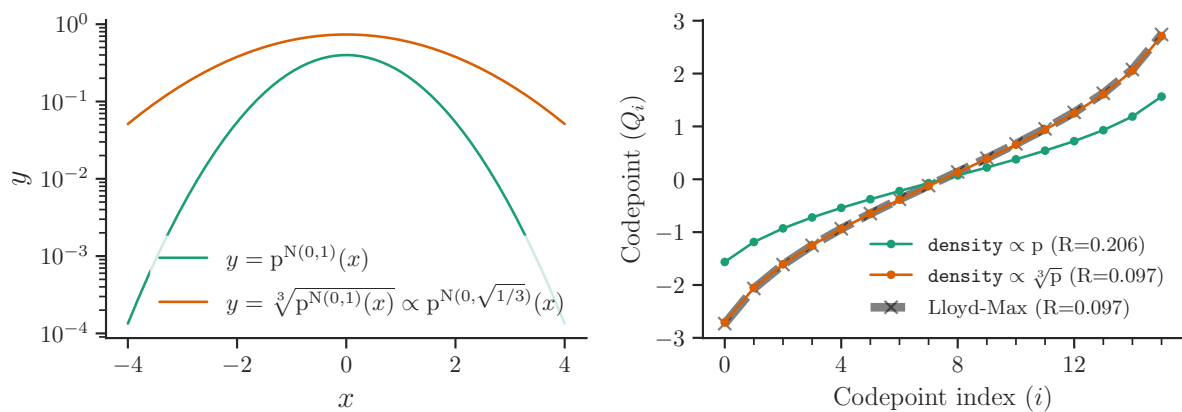 10⁰
10⁻¹
10⁻²
10⁻³
10⁻⁴
y
−4 −2 0 2 4
x
y = p^{N(0,1)}(x)
y = ∛(p^{N(0,1)}(x)) ∝ p^{N(0,√(1/3))}(x)
3
2
1
0
−1
−2
−3
Codepoint (Q_i)
0 4 8 12
Codepoint index (i)
density ∝ p (R=0.206)
density ∝ ∛p (R=0.097)
Lloyd-Max (R=0.097)